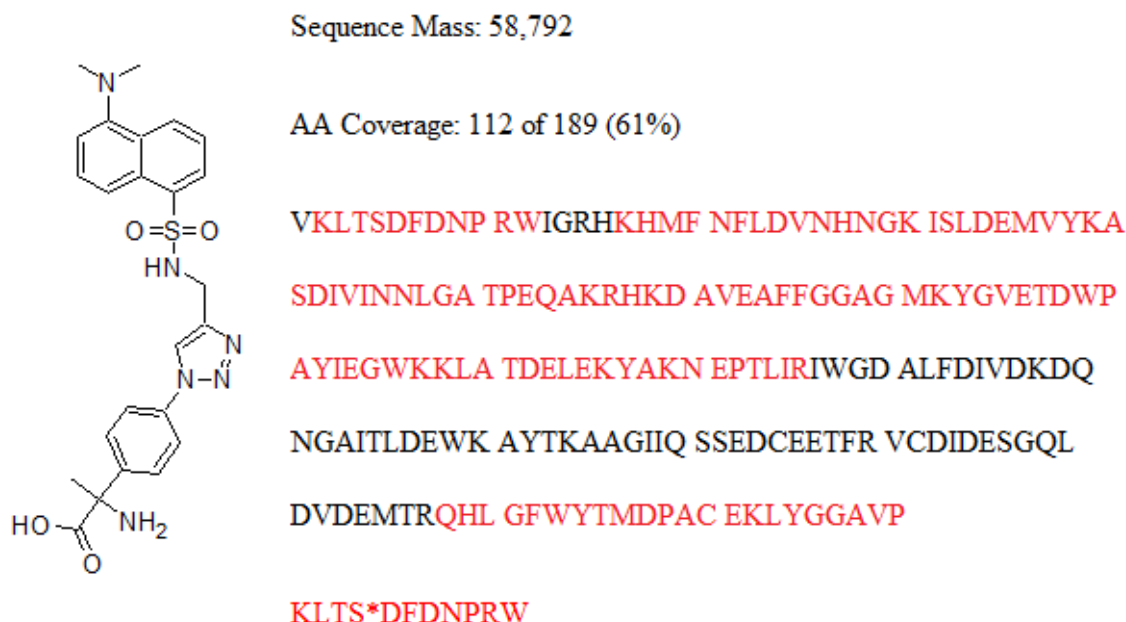 Sequence Mass: 58,792
AA Coverage: 112 of 189 (61%)
VKLTSDFDNP RWIGRHKHMF NFLDVNHNGK ISLDEMVYKA
SDIVINNLGA TPEQAKRHKD AVEAFFGGAG MKYGVETDWP
AYIEGWKKLA TDELEKYAKN EPTLIRIWGD ALFDIVDKDQ
NGAITLDEWK AYTKAAGIIQ SSEDCEETFR VCDIDESGQL
DVDEMTRQHL GFWYTMDPAC EKLYGGAVP
KLTS*DFDNPRW
N
O=S=O
HN
N
N
N
HO
NH2
O